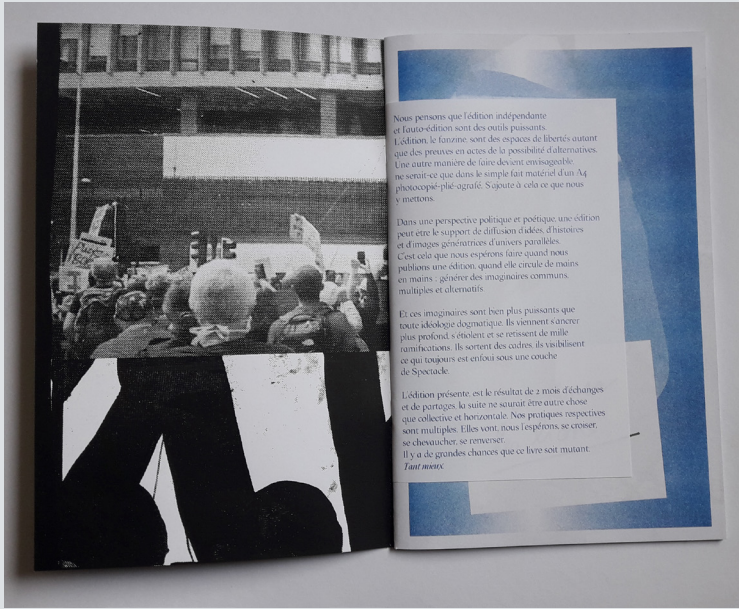 Nous pensons que l'édition indépendante
et l'auto-édition sont des outils puissants.
L'édition, le fanzine, sont des espaces de libertés autant
que des preuves en actes de la possibilité d'alternatives.
Une autre manière de faire devient envisageable,
ne serait-ce que dans le simple fait matériel d'un A4
photocopié-plié-agrafé. S'ajoute à cela ce que nous
y mettons.
Dans une perspective politique et poétique, une édition
peut être le support de diffusion d'idées, d'histoires
et d'images génératrices d'univers parallèles.
C'est cela que nous espérons faire quand nous
publions une édition, quand elle circule de mains
en mains : générer des imaginaires communs,
multiples et alternatifs.
Et ces imaginaires sont bien plus puissants que
toute idéologie dogmatique. Ils viennent s'ancrer
plus profond, s'étiolent et se retissent de mille
ramifications. Ils sortent des cadres, ils visibilisent
ce qui toujours est enfoui sous une couche
de Spectacle.
L'édition présente, est le résultat de 2 mois d'échanges
et de partages, la suite ne saurait être autre chose
que collective et horizontale. Nos pratiques respectives
sont multiples. Elles vont, nous l'espérons, se croiser,
se chevaucher, se renverser.
Il y a de grandes chances que ce livre soit mutant.
Tant mieux